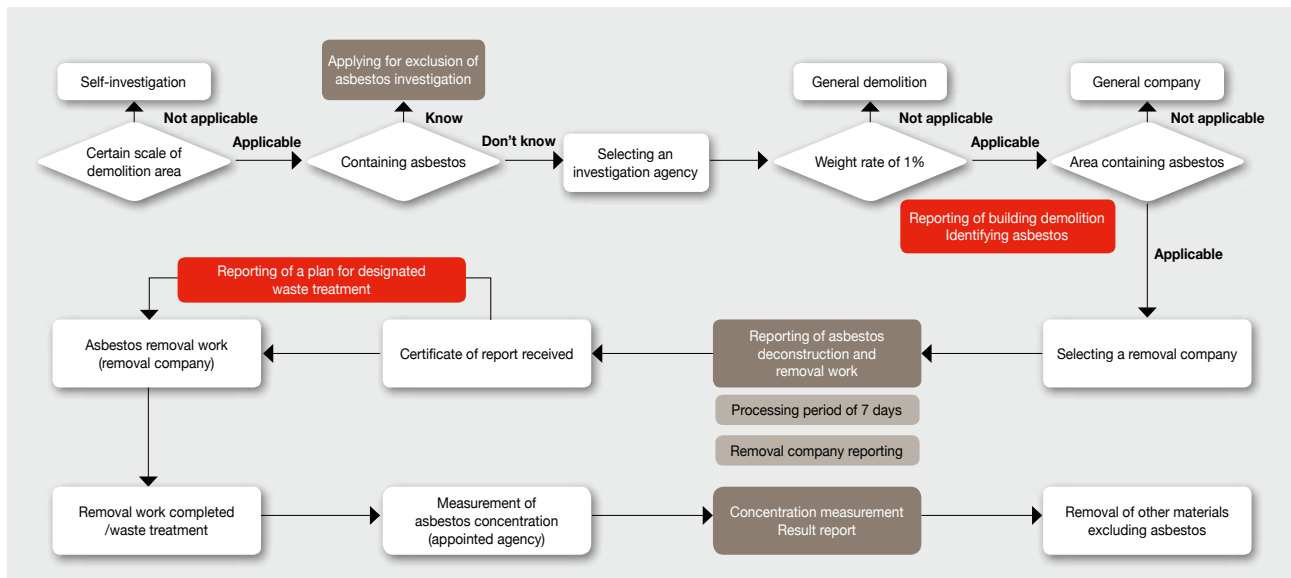 Self-investigation
Applying for exclusion of
asbestos investigation
General demolition
General company
Not applicable
Know
Not applicable
Not applicable
Certain scale of
demolition area
Applicable
Containing asbestos
Don't know
Selecting an
investigation agency
Weight rate of 1%
Applicable
Area containing asbestos
Reporting of building demolition
Identifying asbestos
Applicable
Reporting of a plan for designated
waste treatment
Asbestos removal work
(removal company)
Certificate of report received
Reporting of asbestos
deconstruction and
removal work
Selecting a removal company
Processing period of 7 days
Removal company reporting
Removal work completed
/waste treatment
Measurement of
asbestos concentration
(appointed agency)
Concentration measurement
Result report
Removal of other materials
excluding asbestos